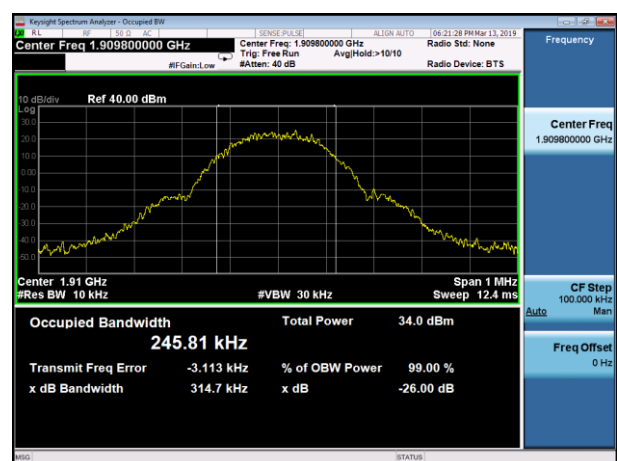 Keysight Spectrum Analyzer - Occupied BW
RL RF 50 Ω AC SENSE:PULSE ALIGN AUTO 06:21:28 PM Mar 13, 2019
Center Freq 1.909800000 GHz
Center Freq: 1.909800000 GHz
Radio Std: None
Trig: Free Run
Avg|Hold:>10/10
#IFGain:Low
#Atten: 40 dB
Radio Device: BTS
Frequency
10 dB/div
Ref 40.00 dBm
Log
30.0
20.0
10.0
0.00
-10.0
-20.0
-30.0
-40.0
-50.0
Center Freq
1.909800000 GHz
Center 1.91 GHz
Span 1 MHz
#Res BW 10 kHz
#VBW 30 kHz
Sweep 12.4 ms
CF Step
100.000 kHz
Auto Man
Occupied Bandwidth
Total Power 34.0 dBm
245.81 kHz
Freq Offset
0 Hz
Transmit Freq Error -3.113 kHz
% of OBW Power 99.00 %
x dB Bandwidth 314.7 kHz
x dB -26.00 dB
MSG
STATUS